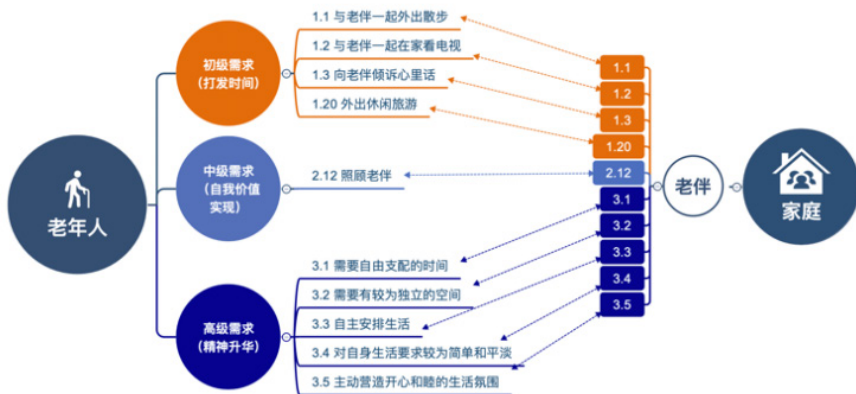 老年人
初级需求
（打发时间）
1.1 与老伴一起外出散步
1.2 与老伴一起在家看电视
1.3 向老伴倾诉心里话
1.20 外出休闲旅游
中级需求
（自我价值
实现）
2.12 照顾老伴
高级需求
（精神升华）
3.1 需要自由支配的时间
3.2 需要有较为独立的空间
3.3 自主安排生活
3.4 对自身生活要求较为简单和平淡
3.5 主动营造开心和睦的生活氛围
1.1
1.2
1.3
1.20
2.12
3.1
3.2
3.3
3.4
3.5
老伴
家庭